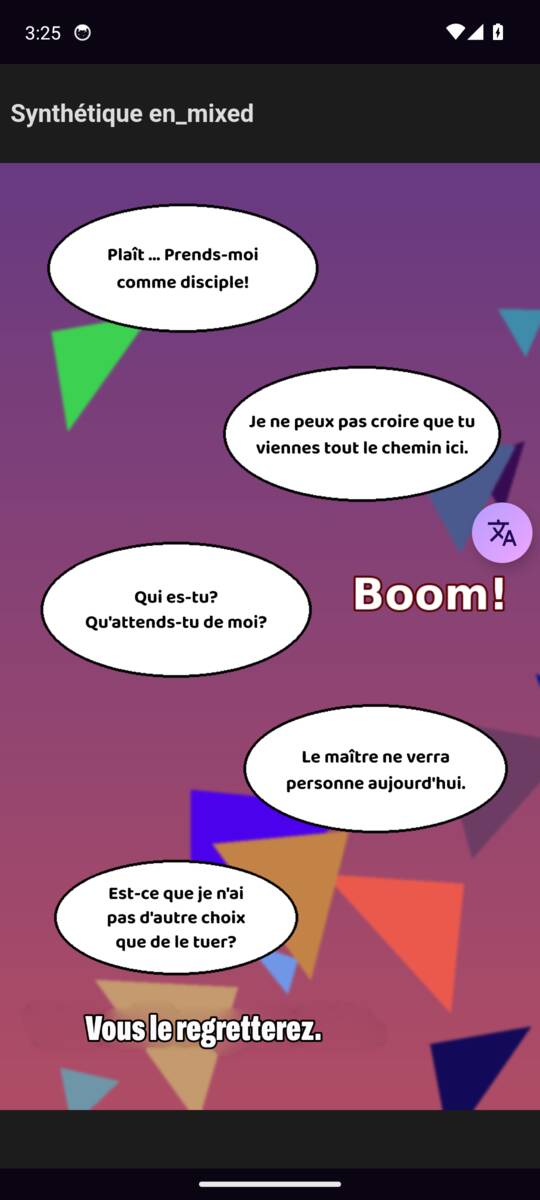 3:25
Synthétique en_mixed
Plaît ... Prends-moi
comme disciple!
Je ne peux pas croire que tu
viennes tout le chemin ici.
Qui es-tu?
Qu'attends-tu de moi?
Boom!
Le maître ne verra
personne aujourd'hui.
Est-ce que je n'ai
pas d'autre choix
que de le tuer?
Vous le regretterez.